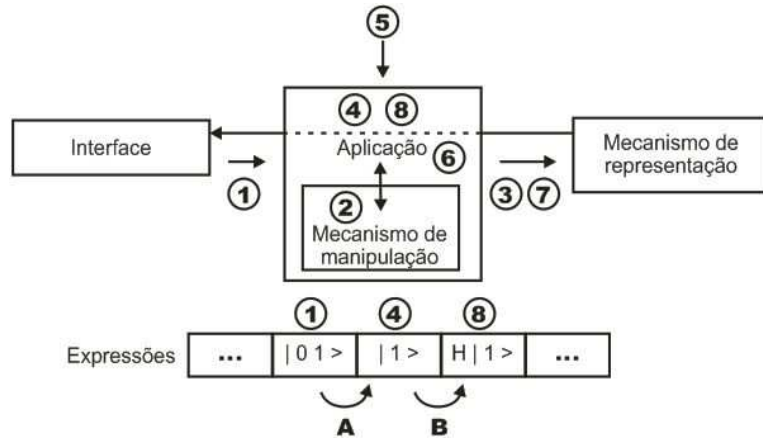 5
4 8
Interface
Aplicação
6
Mecanismo de
representação
1
2
3 7
Mecanismo de
manipulação
1 4 8
Expressões ... | 0 1 > | 1 > H | 1 > ...
A B